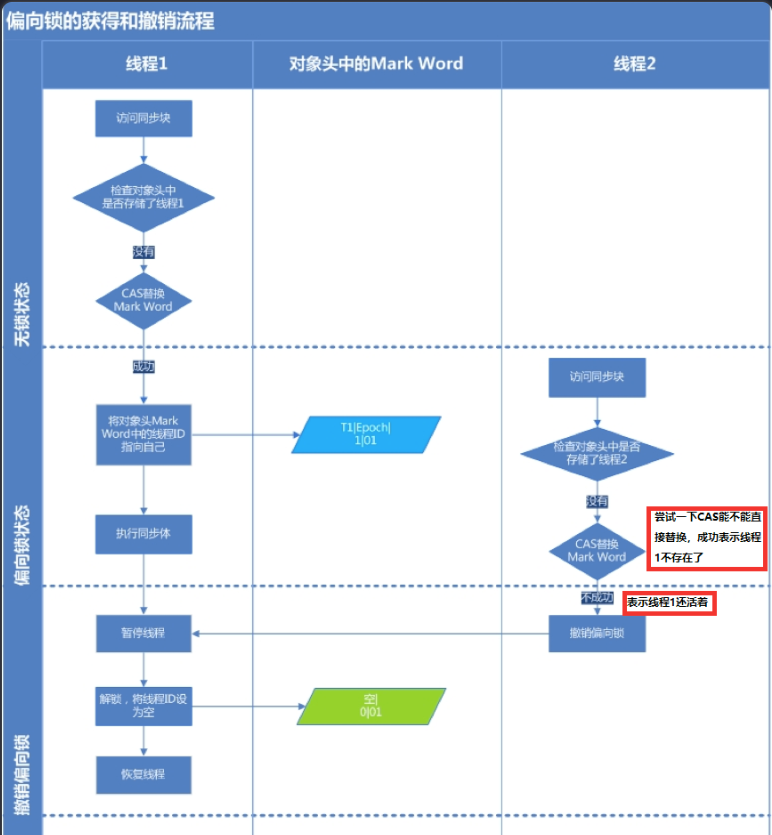 偏向锁的获得和撤销流程
线程1
对象头中的Mark Word
线程2
无锁状态
访问同步块
检查对象头中
是否存储了线程1
没有
CAS替换
Mark Word
偏向锁状态
成功
将对象头Mark
Word中的线程ID
指向自己
T1|Epoch|
1|01
执行同步体
访问同步块
检查对象头中是否
存储了线程2
没有
CAS替换
Mark Word
尝试一下CAS能不能直
接替换，成功表示线程
1不存在了
不成功
表示线程1还活着
撤销偏向锁
撤销偏向锁
暂停线程
解锁，将线程ID设
为空
空|
0|01
恢复线程